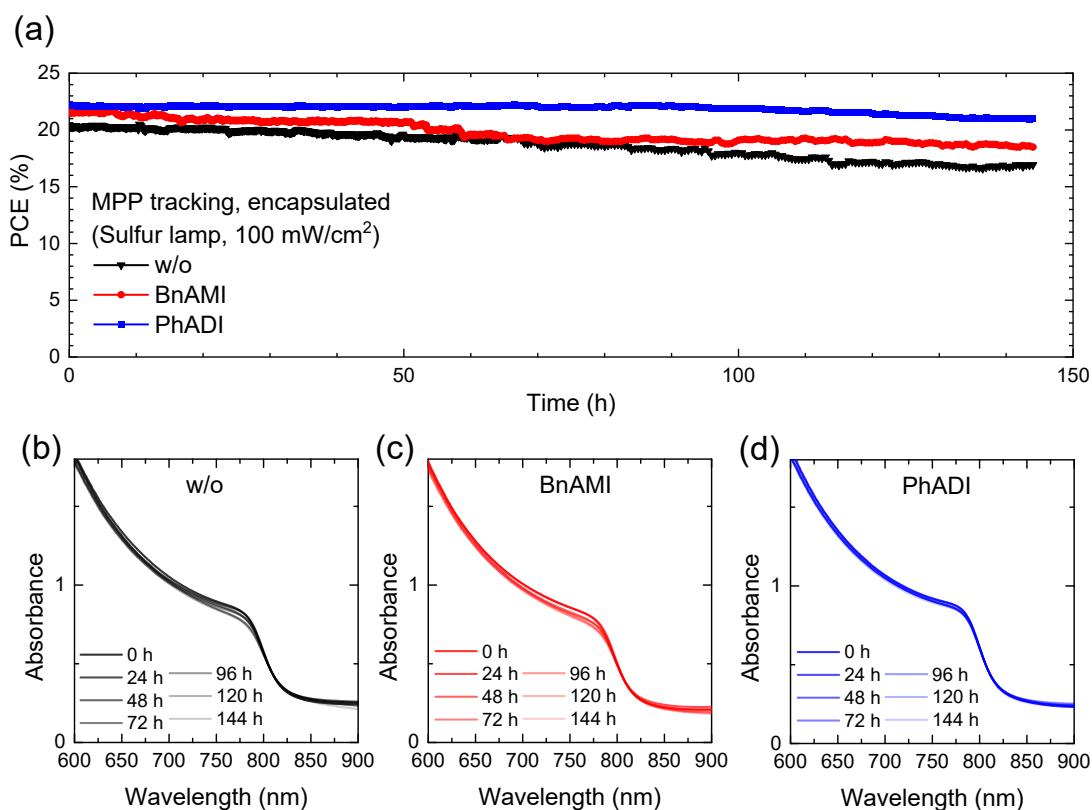 (a)
25
20
15
10
5
0
PCE (%)
MPP tracking, encapsulated
(Sulfur lamp, 100 mW/cm²)
w/o
BnAMI
PhADI
0 50 100 150
Time (h)
(b)
w/o
1
0
Absorbance
0 h
24 h
48 h
72 h
96 h
120 h
144 h
600 650 700 750 800 850 900
Wavelength (nm)
(c)
BnAMI
1
0
Absorbance
0 h
24 h
48 h
72 h
96 h
120 h
144 h
600 650 700 750 800 850 900
Wavelength (nm)
(d)
PhADI
1
0
Absorbance
0 h
24 h
48 h
72 h
96 h
120 h
144 h
600 650 700 750 800 850 900
Wavelength (nm)